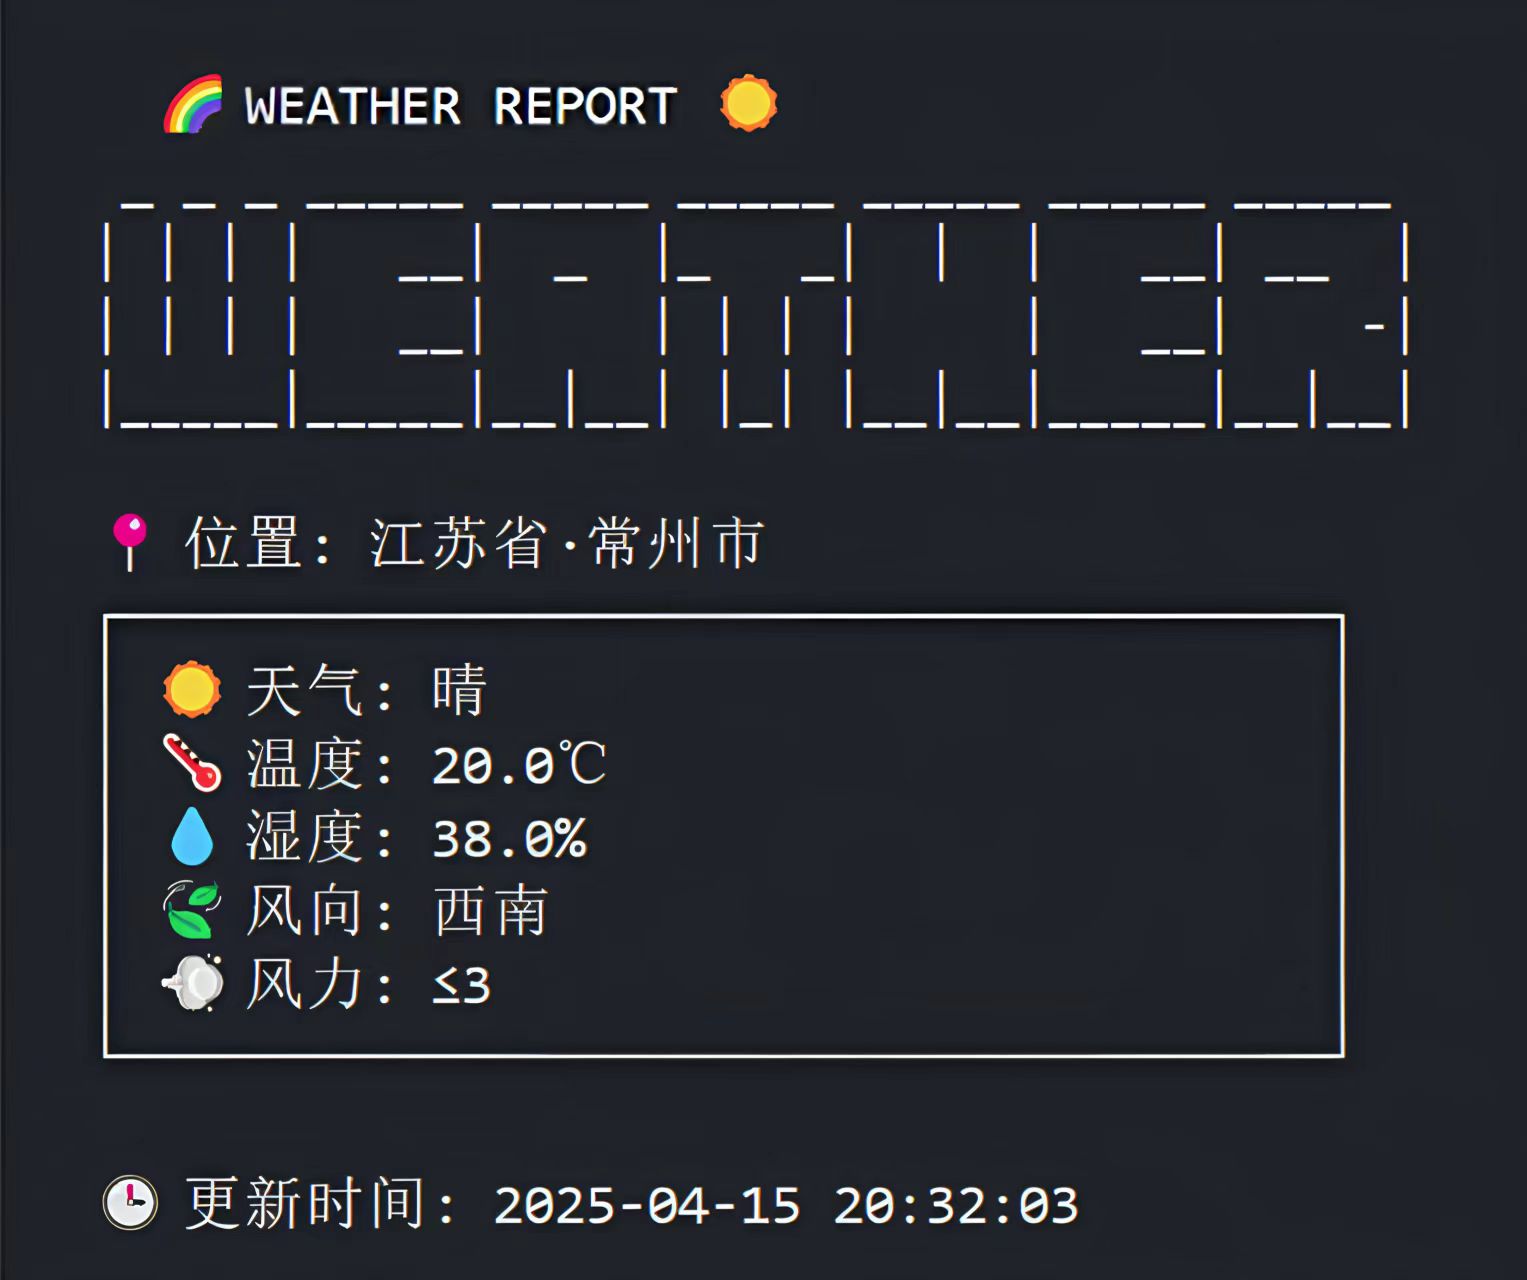 🌈 WEATHER REPORT ☀️
WEATHER
📍 位置: 江苏省·常州市
☀️ 天气: 晴
🌡️ 温度: 20.0℃
💧 湿度: 38.0%
🍃 风向: 西南
💨 风力: ≤3
🕒 更新时间: 2025-04-15 20:32:03